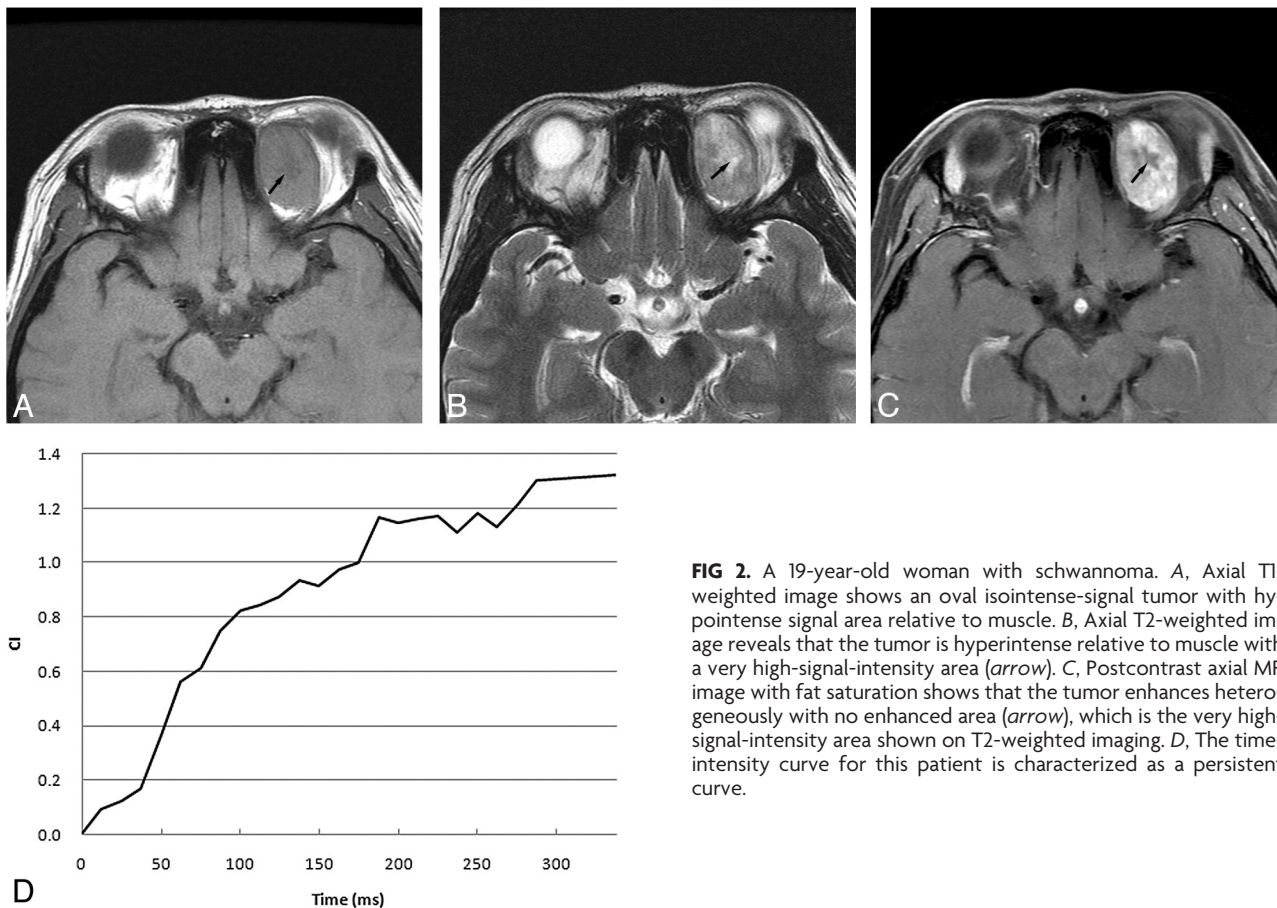 A
B
C
1.4
1.2
1.0
0.8
0.6
0.4
0.2
0.0
CI
0
50
100
150
200
250
300
Time (ms)
D
FIG 2. A 19-year-old woman with schwannoma. A, Axial T1
weighted image shows an oval isointense-signal tumor with hy
pointense signal area relative to muscle. B, Axial T2-weighted im
age reveals that the tumor is hyperintense relative to muscle with
a very high-signal-intensity area (arrow). C, Postcontrast axial MR
image with fat saturation shows that the tumor enhances hetero
geneously with no enhanced area (arrow), which is the very high
signal-intensity area shown on T2-weighted imaging. D, The time
intensity curve for this patient is characterized as a persistent
curve.